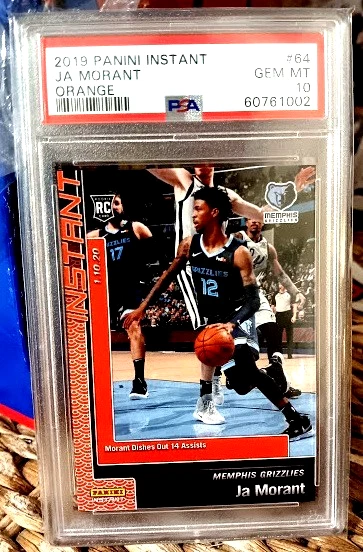 2019 PANINI INSTANT #64
JA MORANT GEM MT
ORANGE 10
PSA 60761002
INSTANT
1·10·20
RC
MEMPHIS
GRIZZLIES
17
GRIZZLIES
12
Morant Dishes Out 14 Assists
MEMPHIS GRIZZLIES
Ja Morant
PANINI
INSTANT